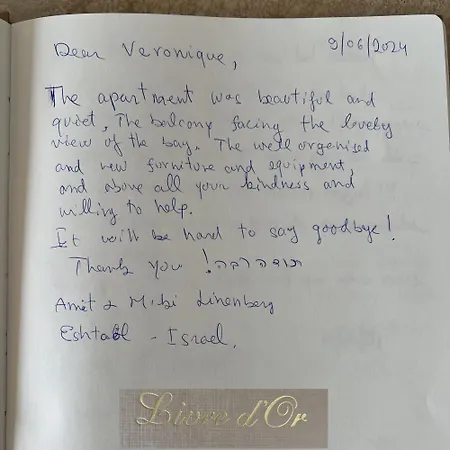 Dear Veronique,
9/06/2024
The apartment was beautiful and
quiet, The balcony facing the lovely
view of the bay. The well organised
and new furniture and equipment,
and above all your kindness and
willing to help.
It will be hard to say goodbye!
Thank you! תודה רבה
Amit & Linenberg
Eshtaol - Israel.
Livre d'Or